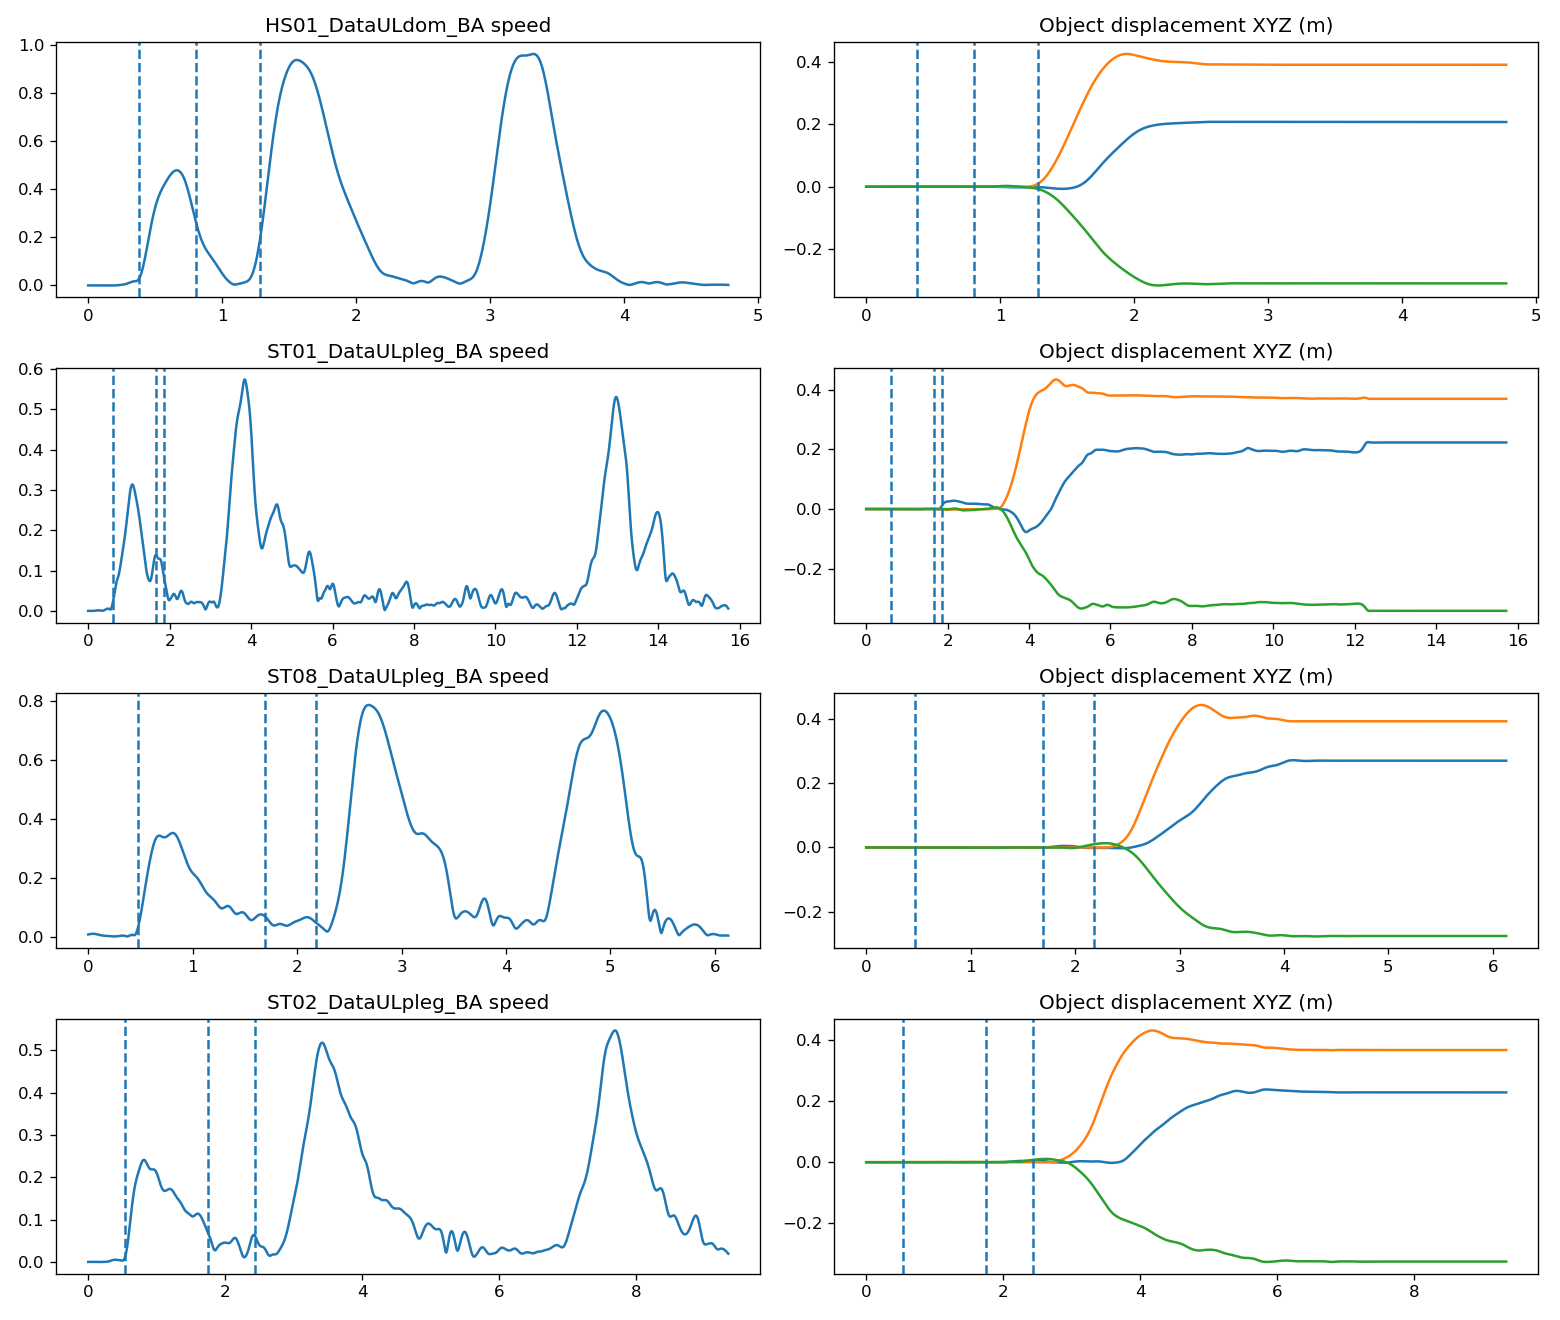 HS01_DataULdom_BA speed
Object displacement XYZ (m)
1.0
0.8
0.6
0.4
0.2
0.0
0 1 2 3 4 5
0.4
0.2
0.0
−0.2
0 1 2 3 4 5
ST01_DataULpleg_BA speed
Object displacement XYZ (m)
0.6
0.5
0.4
0.3
0.2
0.1
0.0
0 2 4 6 8 10 12 14 16
0.4
0.2
0.0
−0.2
0 2 4 6 8 10 12 14 16
ST08_DataULpleg_BA speed
Object displacement XYZ (m)
0.8
0.6
0.4
0.2
0.0
0 1 2 3 4 5 6
0.4
0.2
0.0
−0.2
0 1 2 3 4 5 6
ST02_DataULpleg_BA speed
Object displacement XYZ (m)
0.5
0.4
0.3
0.2
0.1
0.0
0 2 4 6 8
0.4
0.2
0.0
−0.2
0 2 4 6 8